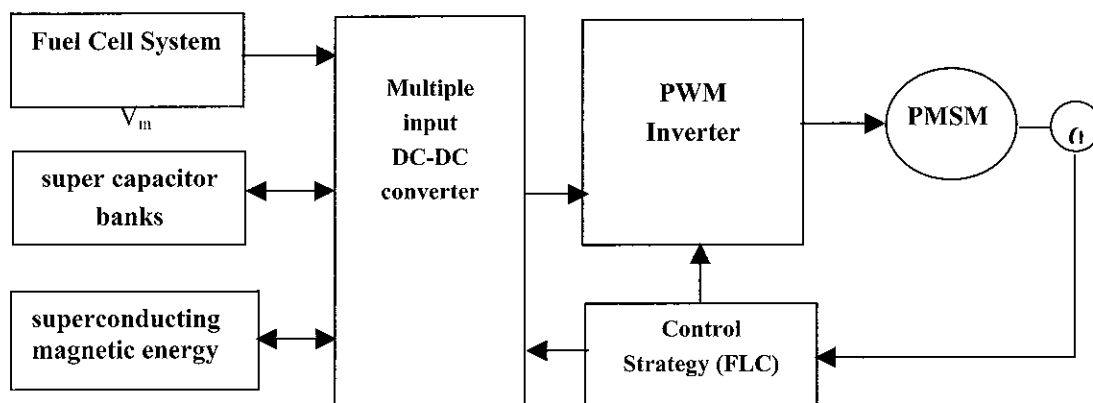 Fuel Cell System
V
super capacitor
banks
superconducting
magnetic energy
Multiple
input
DC-DC
converter
PWM
Inverter
PMSM
Control
Strategy (FLC)